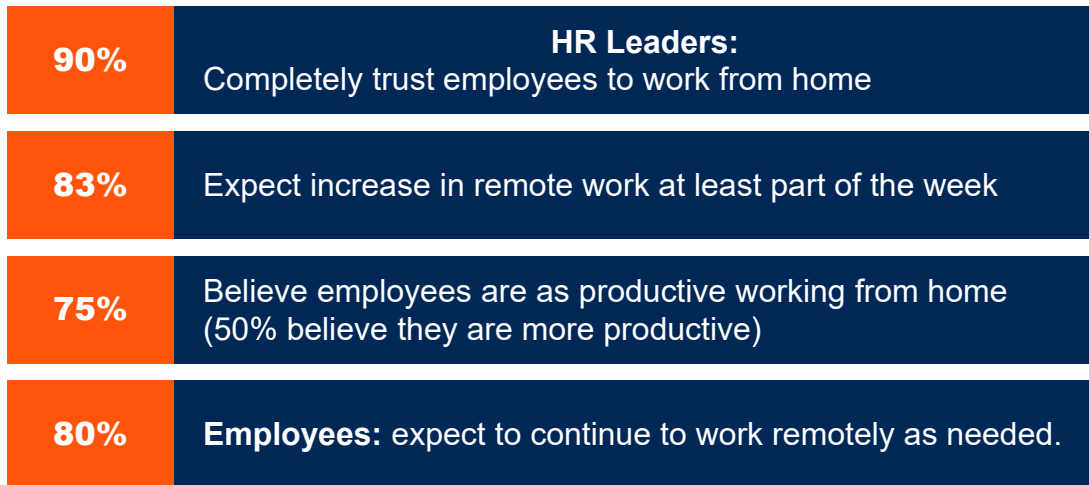 90%
HR Leaders:
Completely trust employees to work from home
83%
Expect increase in remote work at least part of the week
75%
Believe employees are as productive working from home
(50% believe they are more productive)
80%
Employees: expect to continue to work remotely as needed.